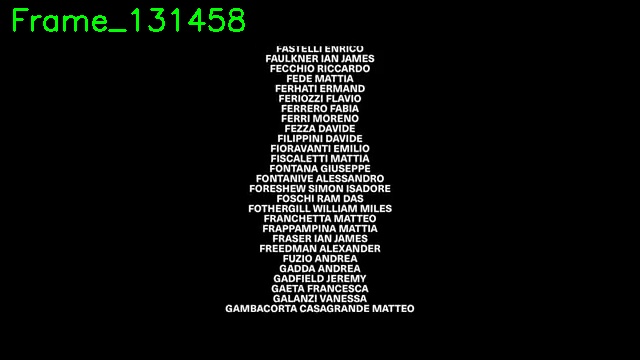 Frame_131458
FASTELLI ENRICO
FAULKNER IAN JAMES
FECCHIO RICCARDO
FEDE MATTIA
FERHATI ERMAND
FERIOZZI FLAVIO
FERRERO FABIA
FERRI MORENO
FEZZA DAVIDE
FILIPPINI DAVIDE
FIORAVANTI EMILIO
FISCALETTI MATTIA
FONTANA GIUSEPPE
FONTANIVE ALESSANDRO
FORESHEW SIMON ISADORE
FOSCHI RAM DAS
FOTHERGILL WILLIAM MILES
FRANCHETTA MATTEO
FRAPPAMPINA MATTIA
FRASER IAN JAMES
FREEDMAN ALEXANDER
FUZIO ANDREA
GADDA ANDREA
GADFIELD JEREMY
GAETA FRANCESCA
GALANZI VANESSA
GAMBACORTA CASAGRANDE MATTEO